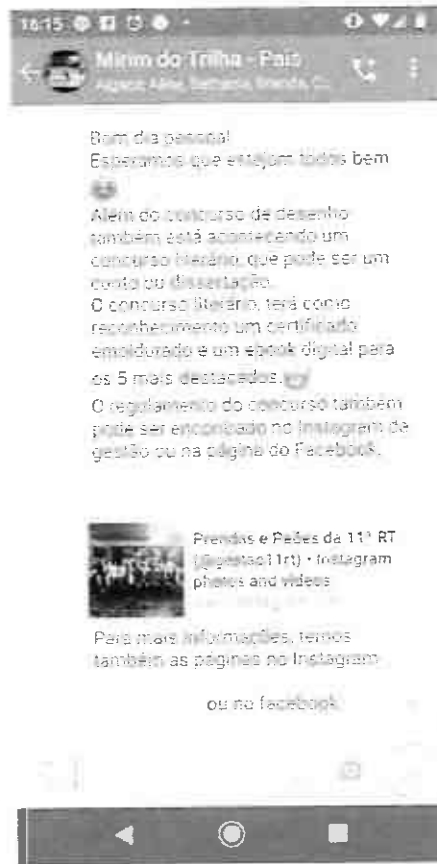 16:15
Mirim do Trilha - Pais
Bom dia pessoal
Esperamos que estejam todos bem
Além do concurso de desenho
também está acontecendo um
concurso literário, que pode ser um
conto ou dissertação.
O concurso literário, terá como
reconhecimento um certificado
emoldurado e um ebook digital para
os 5 mais destacados.
O regulamento do concurso também
pode ser encontrado no Instagram da
gestão ou na página do Facebook.
Prendas e Peões da 11ª RT
(@gestao11rt) • Instagram
photos and videos
Para mais informações, temos
também as páginas no Instagram
ou no facebook